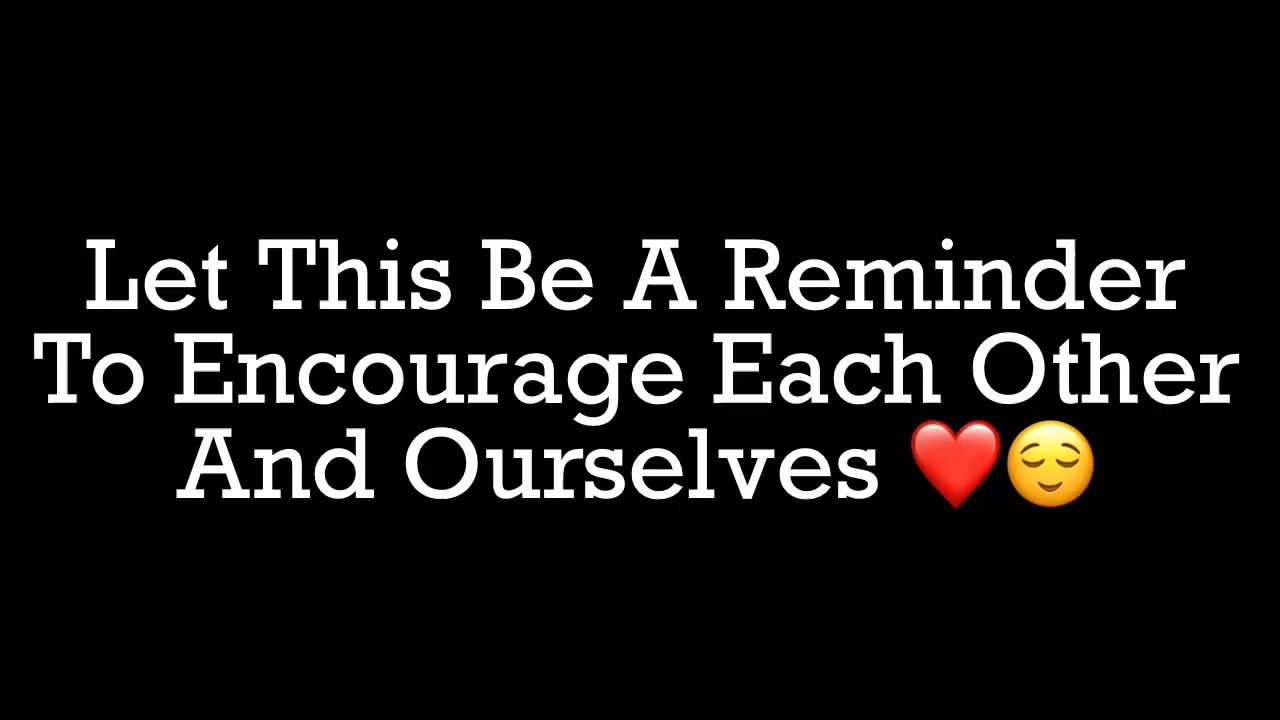 Let This Be A Reminder
To Encourage Each Other
And Ourselves ❤️😌